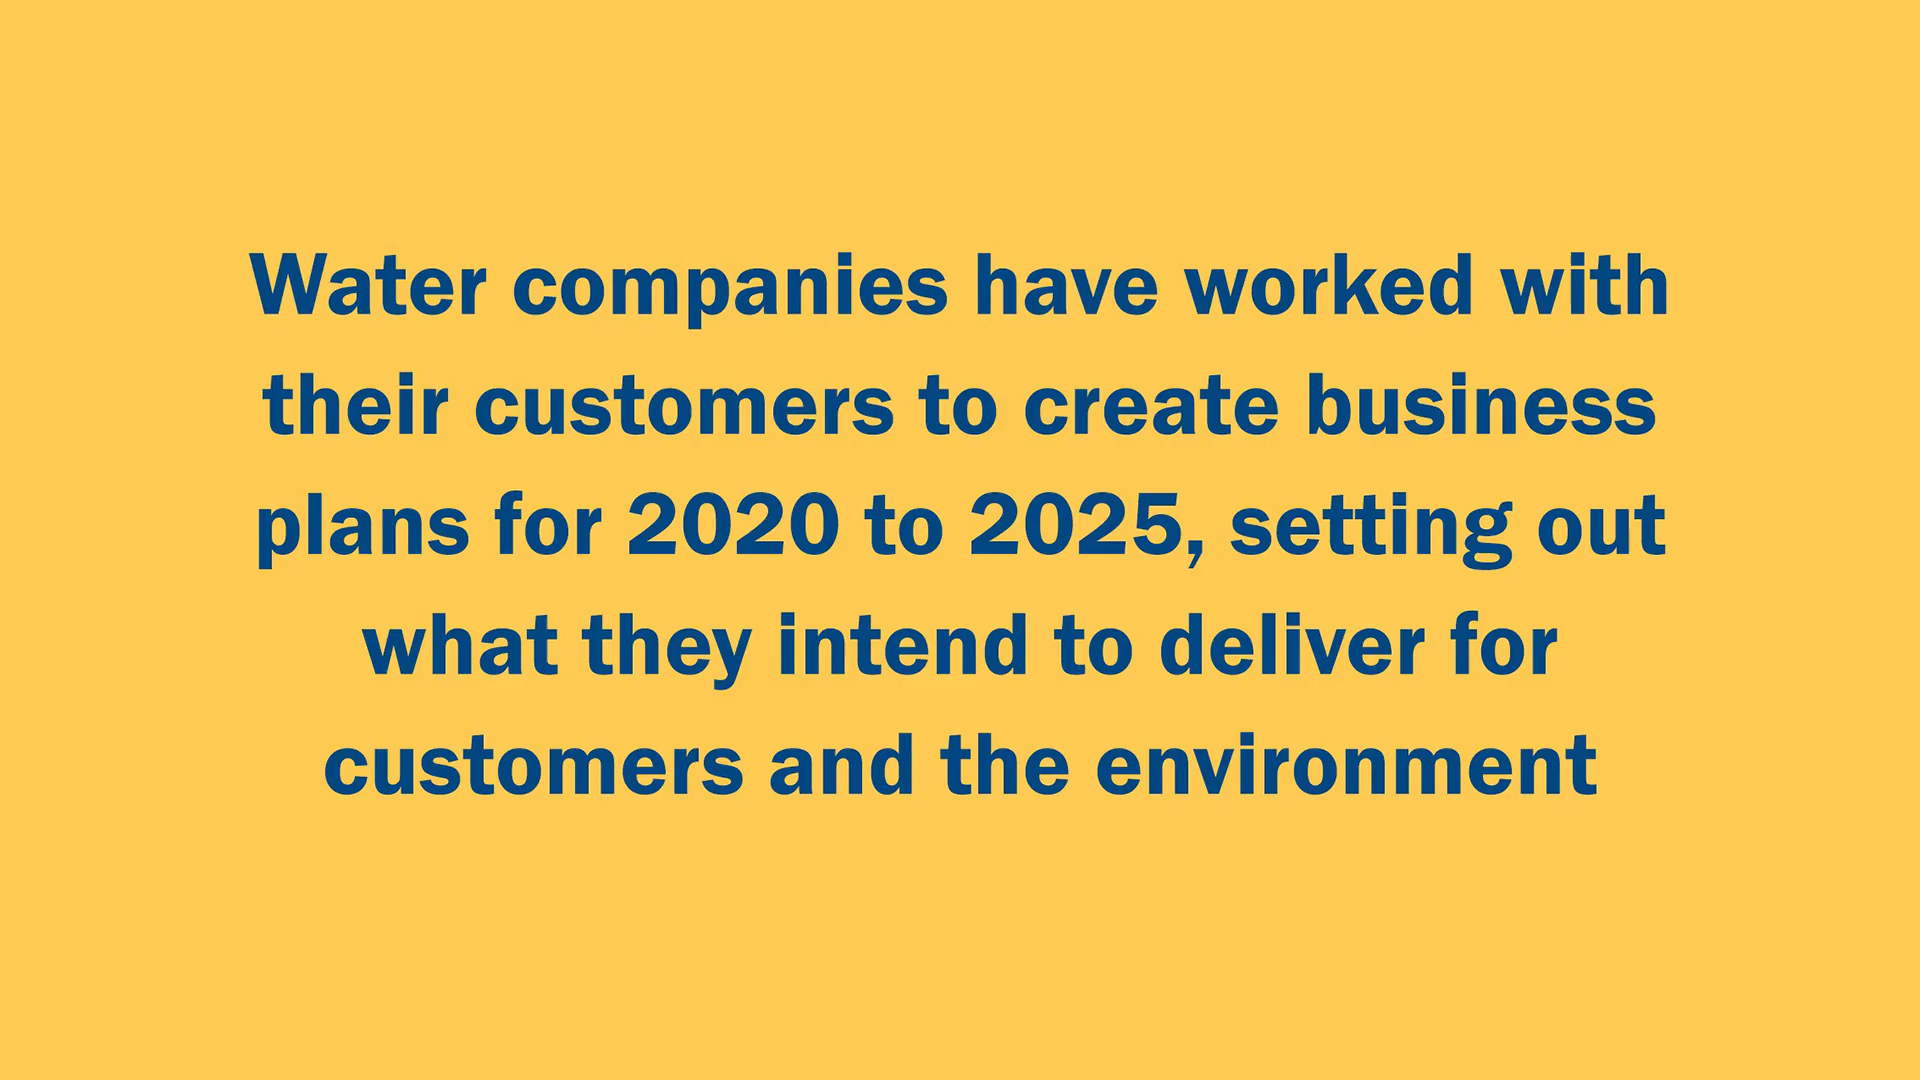 Water companies have worked with
their customers to create business
plans for 2020 to 2025, setting out
what they intend to deliver for
customers and the environment